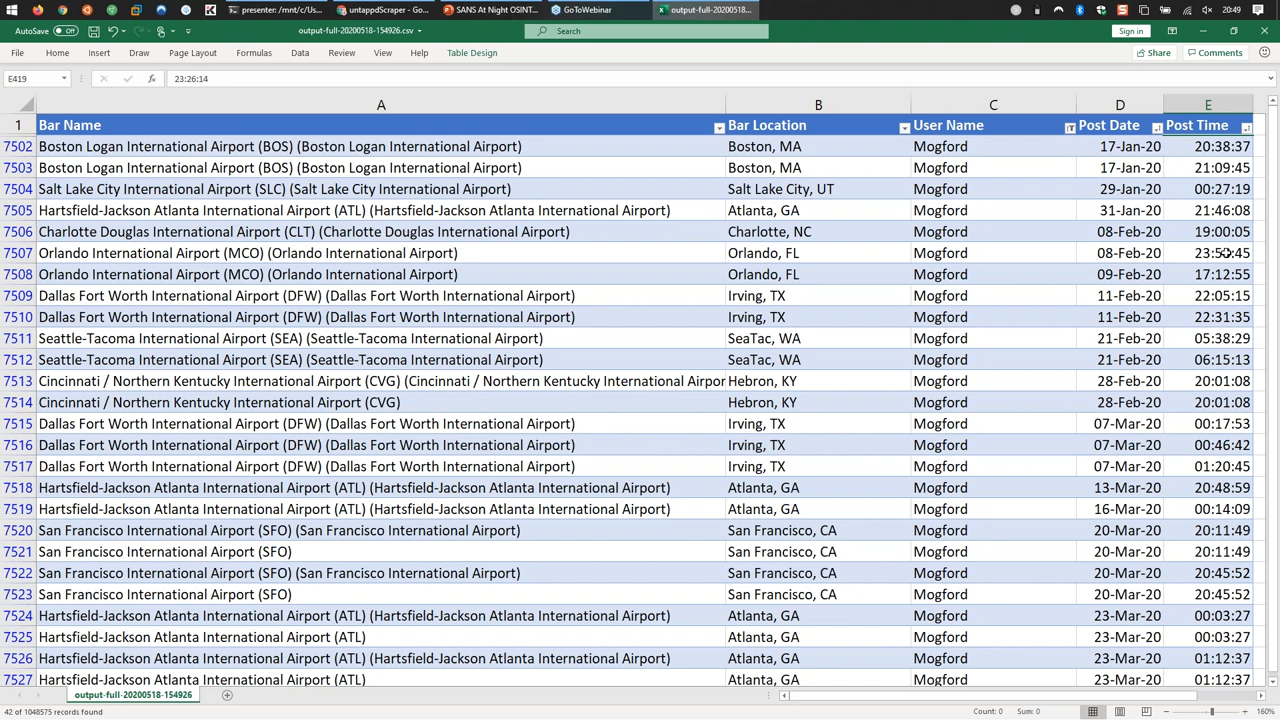 presenter: /mnt/c/Us...
untappdScraper - Go...
SANS At Night OSINT...
GoToWebinar
output-full-20200518...
20:49
AutoSave Off
output-full-20200518-154926.csv
Search
Sign in
File Home Insert Draw Page Layout Formulas Data Review View Help Table Design
Share Comments
E419 fx 23:26:14
A B C D E
1 Bar Name Bar Location User Name Post Date Post Time
7502 Boston Logan International Airport (BOS) (Boston Logan International Airport) Boston, MA Mogford 17-Jan-20 20:38:37
7503 Boston Logan International Airport (BOS) (Boston Logan International Airport) Boston, MA Mogford 17-Jan-20 21:09:45
7504 Salt Lake City International Airport (SLC) (Salt Lake City International Airport) Salt Lake City, UT Mogford 29-Jan-20 00:27:19
7505 Hartsfield-Jackson Atlanta International Airport (ATL) (Hartsfield-Jackson Atlanta International Airport) Atlanta, GA Mogford 31-Jan-20 21:46:08
7506 Charlotte Douglas International Airport (CLT) (Charlotte Douglas International Airport) Charlotte, NC Mogford 08-Feb-20 19:00:05
7507 Orlando International Airport (MCO) (Orlando International Airport) Orlando, FL Mogford 08-Feb-20
7508 Orlando International Airport (MCO) (Orlando International Airport) Orlando, FL Mogford 09-Feb-20 17:12:55
7509 Dallas Fort Worth International Airport (DFW) (Dallas Fort Worth International Airport) Irving, TX Mogford 11-Feb-20 22:05:15
7510 Dallas Fort Worth International Airport (DFW) (Dallas Fort Worth International Airport) Irving, TX Mogford 11-Feb-20 22:31:35
7511 Seattle-Tacoma International Airport (SEA) (Seattle-Tacoma International Airport) SeaTac, WA Mogford 21-Feb-20 05:38:29
7512 Seattle-Tacoma International Airport (SEA) (Seattle-Tacoma International Airport) SeaTac, WA Mogford 21-Feb-20 06:15:13
7513 Cincinnati / Northern Kentucky International Airport (CVG) (Cincinnati / Northern Kentucky International Airpor Hebron, KY Mogford 28-Feb-20 20:01:08
7514 Cincinnati / Northern Kentucky International Airport (CVG) Hebron, KY Mogford 28-Feb-20 20:01:08
7515 Dallas Fort Worth International Airport (DFW) (Dallas Fort Worth International Airport) Irving, TX Mogford 07-Mar-20 00:17:53
7516 Dallas Fort Worth International Airport (DFW) (Dallas Fort Worth International Airport) Irving, TX Mogford 07-Mar-20 00:46:42
7517 Dallas Fort Worth International Airport (DFW) (Dallas Fort Worth International Airport) Irving, TX Mogford 07-Mar-20 01:20:45
7518 Hartsfield-Jackson Atlanta International Airport (ATL) (Hartsfield-Jackson Atlanta International Airport) Atlanta, GA Mogford 13-Mar-20 20:48:59
7519 Hartsfield-Jackson Atlanta International Airport (ATL) (Hartsfield-Jackson Atlanta International Airport) Atlanta, GA Mogford 16-Mar-20 00:14:09
7520 San Francisco International Airport (SFO) (San Francisco International Airport) San Francisco, CA Mogford 20-Mar-20 20:11:49
7521 San Francisco International Airport (SFO) San Francisco, CA Mogford 20-Mar-20 20:11:49
7522 San Francisco International Airport (SFO) (San Francisco International Airport) San Francisco, CA Mogford 20-Mar-20 20:45:52
7523 San Francisco International Airport (SFO) San Francisco, CA Mogford 20-Mar-20 20:45:52
7524 Hartsfield-Jackson Atlanta International Airport (ATL) (Hartsfield-Jackson Atlanta International Airport) Atlanta, GA Mogford 23-Mar-20 00:03:27
7525 Hartsfield-Jackson Atlanta International Airport (ATL) Atlanta, GA Mogford 23-Mar-20 00:03:27
7526 Hartsfield-Jackson Atlanta International Airport (ATL) (Hartsfield-Jackson Atlanta International Airport) Atlanta, GA Mogford 23-Mar-20 01:12:37
7527 Hartsfield-Jackson Atlanta International Airport (ATL) Atlanta, GA Mogford 23-Mar-20 01:12:37
output-full-20200518-154926
42 of 1048575 records found Count: 0 Sum: 0 160%